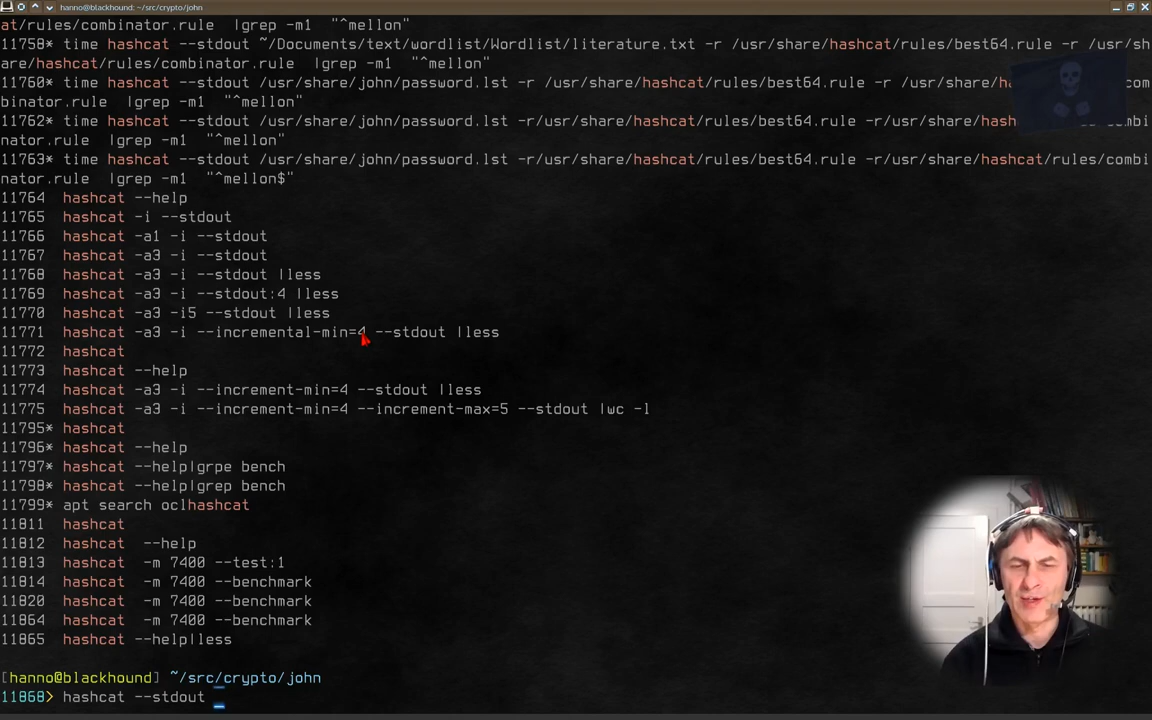 hanno@blackhound: ~/src/crypto/john
at/rules/combinator.rule  |grep -m1  "^mellon"
11758* time hashcat --stdout ~/Documents/text/wordlist/Wordlist/literature.txt -r /usr/share/hashcat/rules/best64.rule -r /usr/sh
are/hashcat/rules/combinator.rule  |grep -m1  "^mellon"
11760* time hashcat --stdout /usr/share/john/password.lst -r /usr/share/hashcat/rules/best64.rule -r /usr/share/hashcat/rules/com
binator.rule  |grep -m1  "^mellon"
11762* time hashcat --stdout /usr/share/john/password.lst -r /usr/share/hashcat/rules/best64.rule -r /usr/share/hashcat/rules/combi
nator.rule  |grep -m1  "^mellon"
11763* time hashcat --stdout /usr/share/john/password.lst -r/usr/share/hashcat/rules/best64.rule -r/usr/share/hashcat/rules/combi
nator.rule  |grep -m1  "^mellon$"
11764  hashcat --help
11765  hashcat -i --stdout
11766  hashcat -a1 -i --stdout
11767  hashcat -a3 -i --stdout
11768  hashcat -a3 -i --stdout |less
11769  hashcat -a3 -i --stdout:4 |less
11770  hashcat -a3 -i5 --stdout |less
11771  hashcat -a3 -i --incremental-min=4 --stdout |less
11772  hashcat
11773  hashcat --help
11774  hashcat -a3 -i --increment-min=4 --stdout |less
11775  hashcat -a3 -i --increment-min=4 --increment-max=5 --stdout |wc -l
11795* hashcat
11796* hashcat --help
11797* hashcat --help|grpe bench
11798* hashcat --help|grep bench
11799* apt search oclhashcat
11811  hashcat
11812  hashcat  --help
11813  hashcat  -m 7400 --test:1
11814  hashcat  -m 7400 --benchmark
11820  hashcat  -m 7400 --benchmark
11864  hashcat  -m 7400 --benchmark
11865  hashcat --help|less
[hanno@blackhound] ~/src/crypto/john
11868> hashcat --stdout